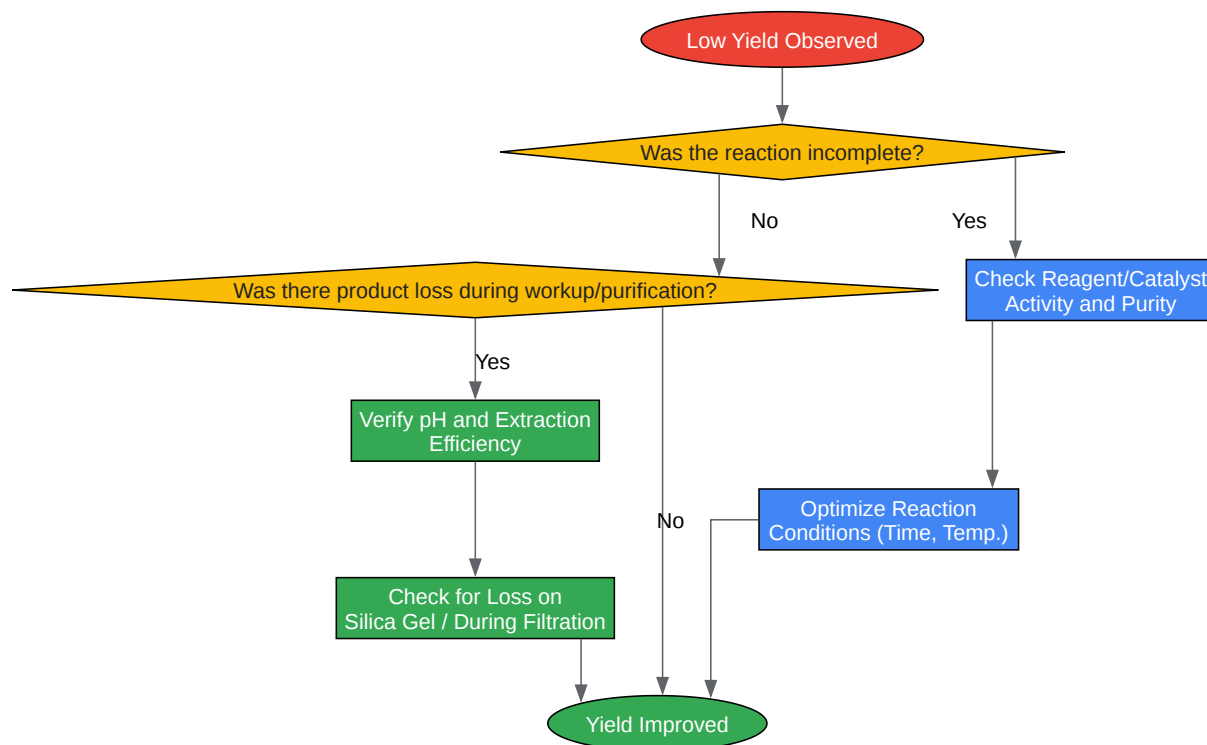 Low Yield Observed
Was the reaction incomplete?
No
Yes
Was there product loss during workup/purification?
Check Reagent/Catalyst
Activity and Purity
Yes
Verify pH and Extraction
Efficiency
No
Optimize Reaction
Conditions (Time, Temp.)
Check for Loss on
Silica Gel / During Filtration
Yield Improved